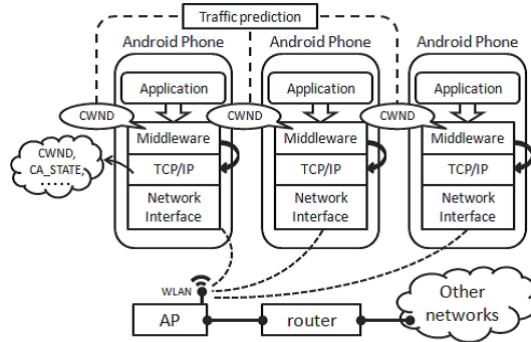 Traffic prediction
Android Phone
Android Phone
Android Phone
Application
Application
Application
CWND
CWND
CWND
Middleware
Middleware
Middleware
CWND,
CA_STATE,
......
TCP/IP
TCP/IP
TCP/IP
Network
Interface
Network
Interface
Network
Interface
WLAN
AP
router
Other
networks